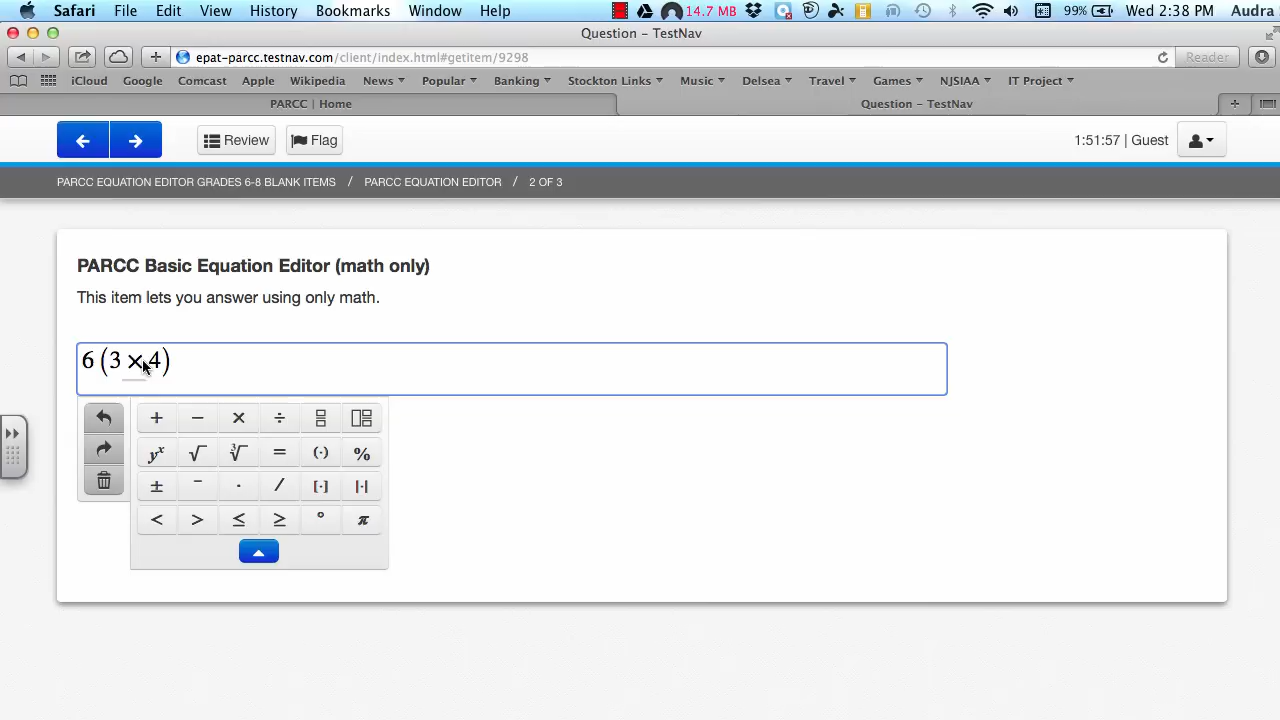 Safari File Edit View History Bookmarks Window Help 14.7 MB 99% Wed 2:38 PM Audra
Question – TestNav
epat-parcc.testnav.com/client/index.html#getitem/9298 Reader
iCloud Google Comcast Apple Wikipedia News Popular Banking Stockton Links Music Delsea Travel Games NJSIAA IT Project
PARCC | Home Question – TestNav
Review Flag 1:51:57 | Guest
PARCC EQUATION EDITOR GRADES 6-8 BLANK ITEMS / PARCC EQUATION EDITOR / 2 OF 3
PARCC Basic Equation Editor (math only)
This item lets you answer using only math.
6 (3 × 4)
+ − × ÷
yˣ √ ∛ = (·) %
± − · / [·] |·|
< > ≤ ≥ ° π